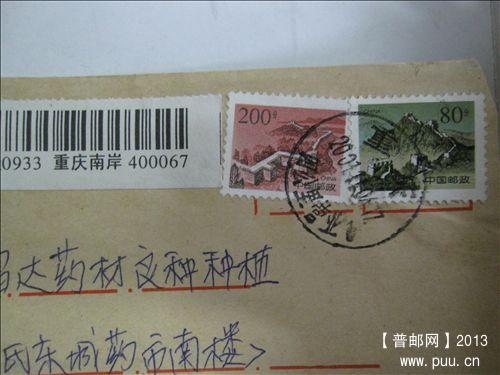 200分
China
中国邮政
80分
中国邮政
0933 重庆南岸 400067
达药材文种种植
民东城药市南楼>
【普邮网】2013
www.puu.cn